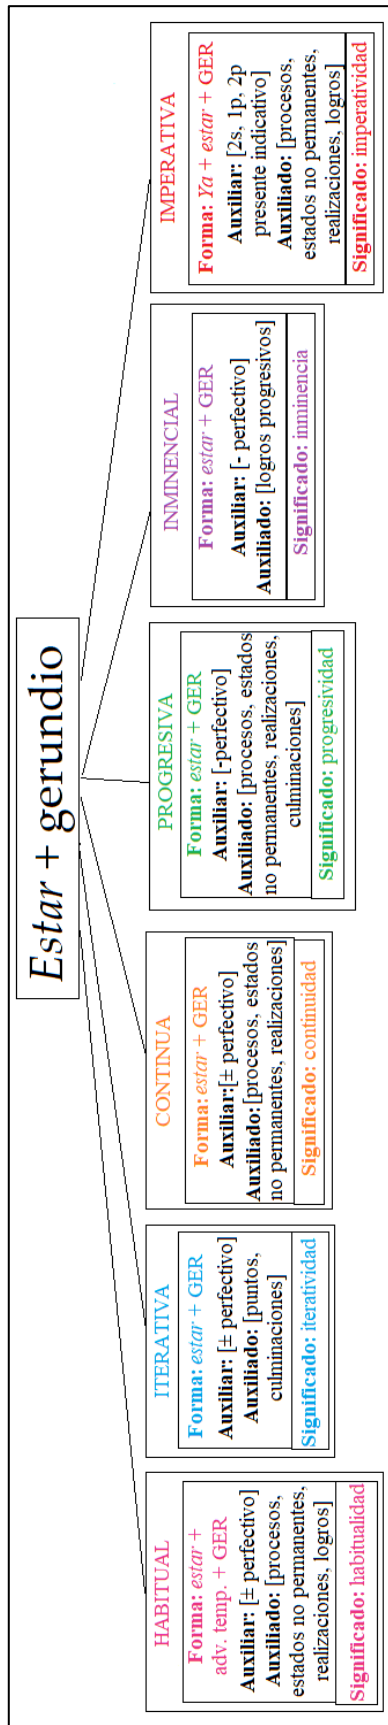 Estar + gerundio
HABITUAL
Forma: estar +
adv. temp. + GER
Auxiliar: [± perfectivo]
Auxiliado: [procesos,
estados no permanentes,
realizaciones, logros]
Significado: habitualidad
ITERATIVA
Forma: estar + GER
Auxiliar: [± perfectivo]
Auxiliado: [puntos,
culminaciones]
Significado: iteratividad
CONTINUA
Forma: estar + GER
Auxiliar:[± perfectivo]
Auxiliado:[procesos, estados
no permanentes, realizaciones]
Significado: continuidad
PROGRESIVA
Forma: estar + GER
Auxiliar: [-perfectivo]
Auxiliado: [procesos, estados
no permanentes, realizaciones,
culminaciones]
Significado: progresividad
INMINENCIAL
Forma: estar + GER
Auxiliar: [- perfectivo]
Auxiliado: [logros progresivos]
Significado: inminencia
IMPERATIVA
Forma: Ya + estar + GER
Auxiliar: [2s, 1p, 2p
presente indicativo]
Auxiliado: [procesos,
estados no permanentes,
realizaciones, logros]
Significado: imperatividad